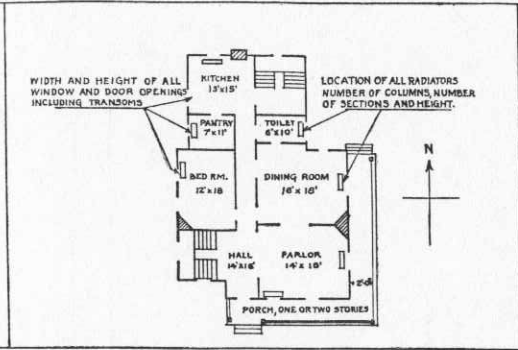 WIDTH AND HEIGHT OF ALL
WINDOW AND DOOR OPENINGS
INCLUDING TRANSOMS
LOCATION OF ALL RADIATORS
NUMBER OF COLUMNS, NUMBER
OF SECTIONS AND HEIGHT.
KITCHEN
13'x15'
PANTRY
7'x11'
TOILET
6'x10'
N
BED RM.
12'x18
DINING ROOM
16'x16'
HALL
14'x18'
PARLOR
14'x18'
PORCH, ONE OR TWO STORIES